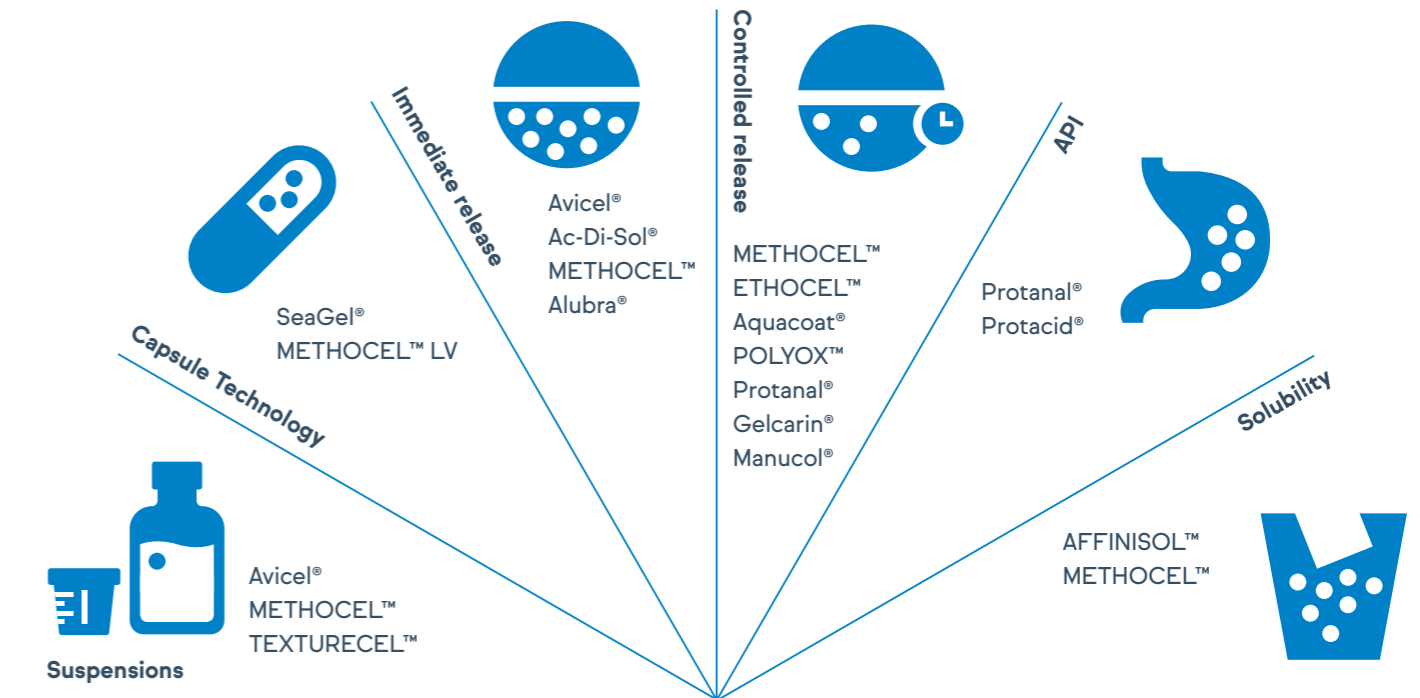 Suspensions
Avicel®
METHOCEL™
TEXTURECEL™
Capsule Technology
SeaGel®
METHOCEL™ LV
Immediate release
Avicel®
Ac-Di-Sol®
METHOCEL™
Alubra®
Controlled release
METHOCEL™
ETHOCEL™
Aquacoat®
POLYOX™
Protanal®
Gelcarin®
Manucol®
API
Protanal®
Protacid®
Solubility
AFFINISOL™
METHOCEL™